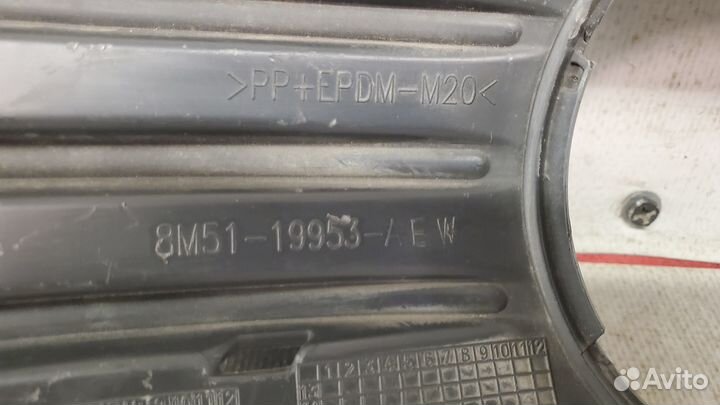 >PP+EPDM-M20<
8M51-19953-AEW
1 2 3 4 5 6 7 8 9 10 11 12
Avito